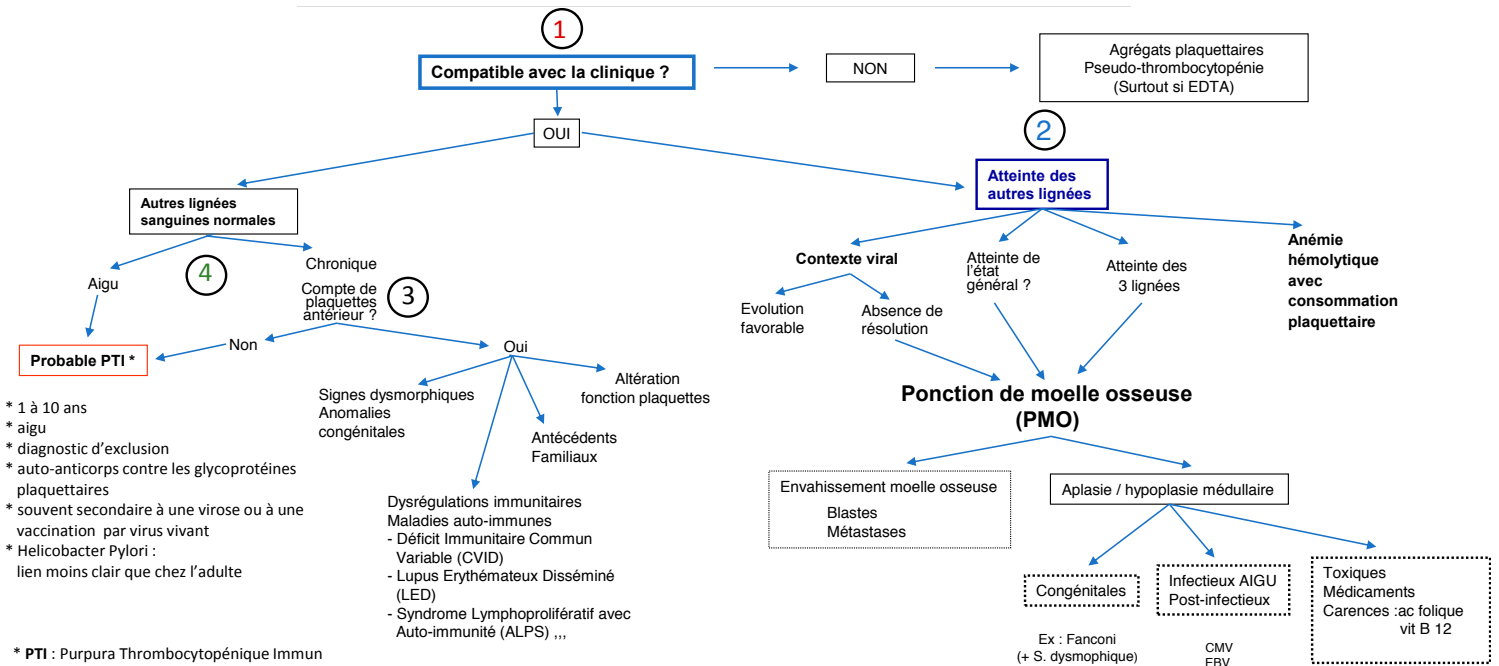 1
Compatible avec la clinique ?
NON
Agrégats plaquettaires
Pseudo-thrombocytopénie
(Surtout si EDTA)
OUI
2
Autres lignées
sanguines normales
Atteinte des
autres lignées
4
Aigu
Chronique
Compte de
plaquettes
antérieur ?
3
Contexte viral
Atteinte de
l'état
général ?
Atteinte des
3 lignées
Anémie
hémolytique
avec
consommation
plaquettaire
Evolution
favorable
Absence de
résolution
Probable PTI *
Non
Oui
Signes dysmorphiques
Anomalies
congénitales
Altération
fonction plaquettes
Antécédents
Familiaux
Dysrégulations immunitaires
Maladies auto-immunes
- Déficit Immunitaire Commun
Variable (CVID)
- Lupus Erythémateux Disséminé
(LED)
- Syndrome Lymphoprolifératif avec
Auto-immunité (ALPS) ,,,
* 1 à 10 ans
* aigu
* diagnostic d'exclusion
* auto-anticorps contre les glycoprotéines
plaquettaires
* souvent secondaire à une virose ou à une
vaccination par virus vivant
* Helicobacter Pylori :
lien moins clair que chez l'adulte
* PTI : Purpura Thrombocytopénique Immun
Ponction de moelle osseuse
(PMO)
Envahissement moelle osseuse
Blastes
Métastases
Aplasie / hypoplasie médullaire
Congénitales
Ex : Fanconi
(+ S. dysmophique)
Infectieux AIGU
Post-infectieux
CMV
EBV
Toxiques
Médicaments
Carences :ac folique
vit B 12